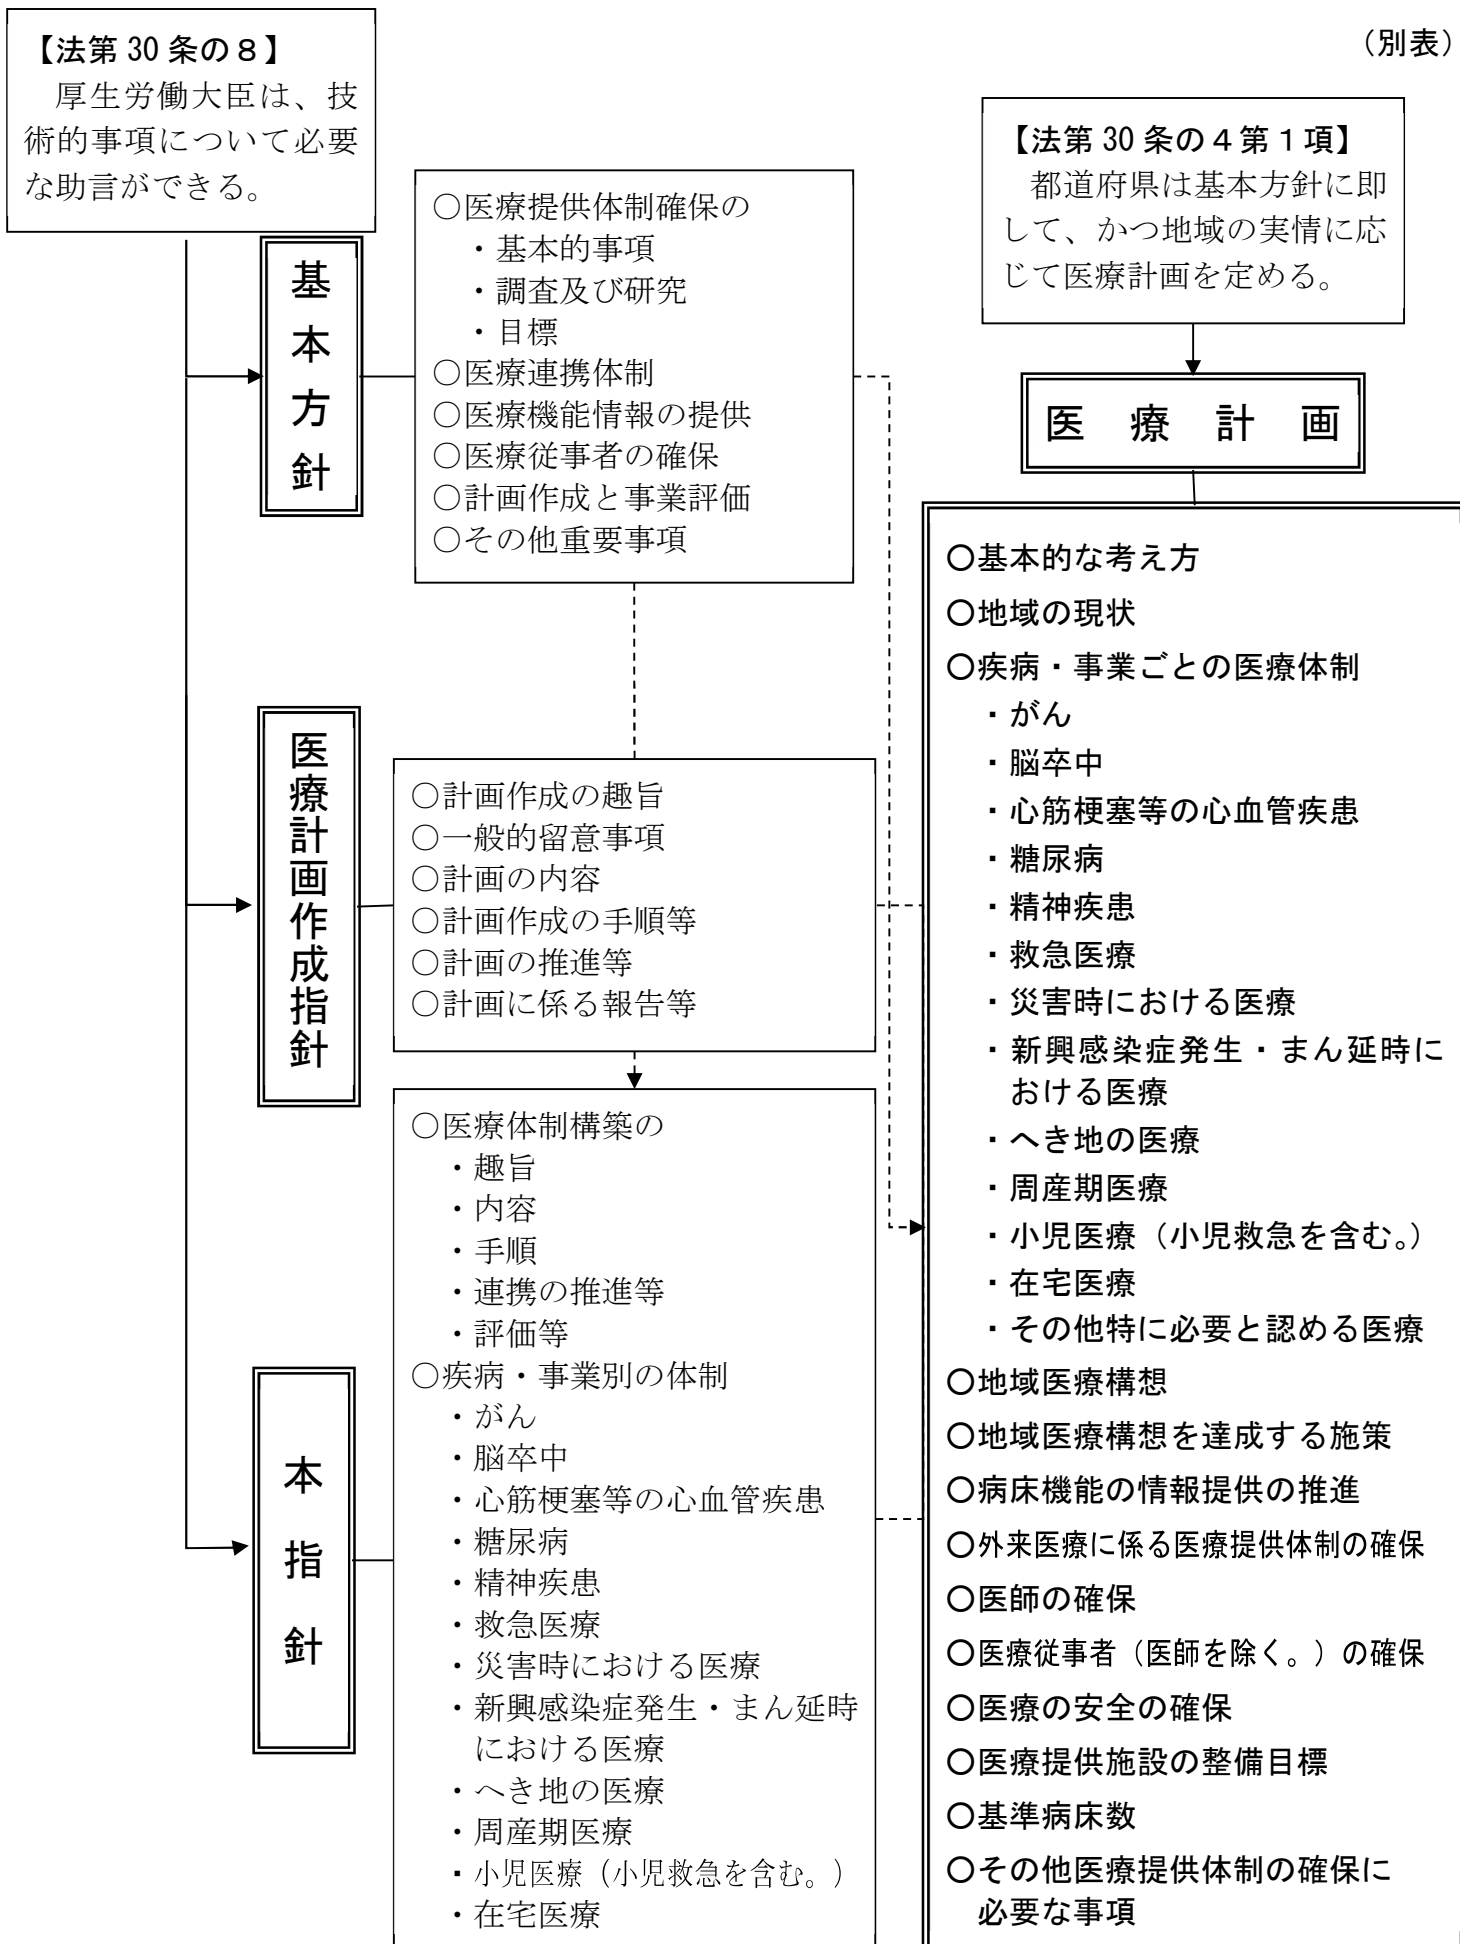 （別表）
【法第 30 条の８】
厚生労働大臣は、技
術的事項について必要
な助言ができる。
【法第 30 条の４第１項】
都道府県は基本方針に即
して、かつ地域の実情に応
じて医療計画を定める。
基本方針
○医療提供体制確保の
・基本的事項
・調査及び研究
・目標
○医療連携体制
○医療機能情報の提供
○医療従事者の確保
○計画作成と事業評価
○その他重要事項
医療計画作成指針
○計画作成の趣旨
○一般的留意事項
○計画の内容
○計画作成の手順等
○計画の推進等
○計画に係る報告等
本指針
○医療体制構築の
・趣旨
・内容
・手順
・連携の推進等
・評価等
○疾病・事業別の体制
・がん
・脳卒中
・心筋梗塞等の心血管疾患
・糖尿病
・精神疾患
・救急医療
・災害時における医療
・新興感染症発生・まん延時
における医療
・へき地の医療
・周産期医療
・小児医療（小児救急を含む。）
・在宅医療
医 療 計 画
○基本的な考え方
○地域の現状
○疾病・事業ごとの医療体制
・がん
・脳卒中
・心筋梗塞等の心血管疾患
・糖尿病
・精神疾患
・救急医療
・災害時における医療
・新興感染症発生・まん延時に
おける医療
・へき地の医療
・周産期医療
・小児医療（小児救急を含む。）
・在宅医療
・その他特に必要と認める医療
○地域医療構想
○地域医療構想を達成する施策
○病床機能の情報提供の推進
○外来医療に係る医療提供体制の確保
○医師の確保
○医療従事者（医師を除く。）の確保
○医療の安全の確保
○医療提供施設の整備目標
○基準病床数
○その他医療提供体制の確保に
必要な事項